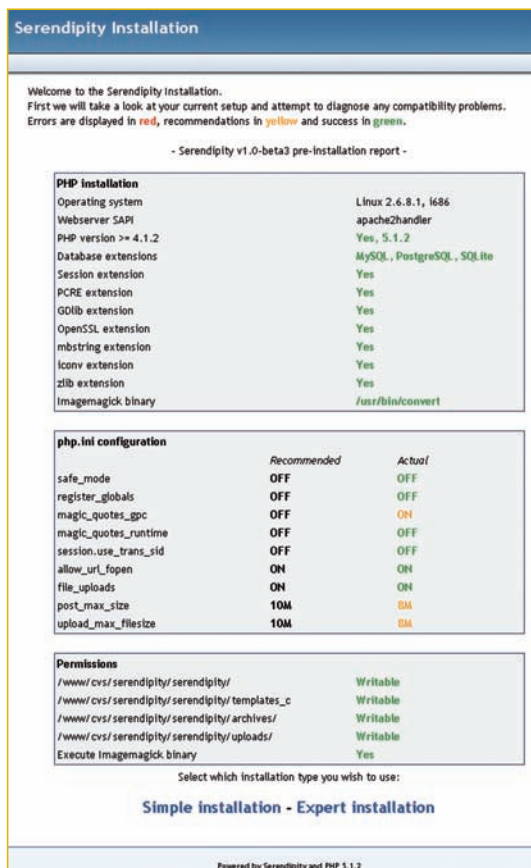 Serendipity Installation
Welcome to the Serendipity Installation.
First we will take a look at your current setup and attempt to diagnose any compatibility problems.
Errors are displayed in red, recommendations in yellow and success in green.
- Serendipity v1.0-beta3 pre-installation report -
PHP installation
Operating system Linux 2.6.8.1, i686
Webserver SAPI apache2handler
PHP version >= 4.1.2 Yes, 5.1.2
Database extensions MySQL, PostgreSQL, SQLite
Session extension Yes
PCRE extension Yes
GDlib extension Yes
OpenSSL extension Yes
mbstring extension Yes
iconv extension Yes
zlib extension Yes
Imagemagick binary /usr/bin/convert
php.ini configuration
Recommended Actual
safe_mode OFF OFF
register_globals OFF OFF
magic_quotes_gpc OFF ON
magic_quotes_runtime OFF OFF
session.use_trans_sid OFF OFF
allow_url_fopen ON ON
file_uploads ON ON
post_max_size 10M 8M
upload_max_filesize 10M 8M
Permissions
/www/cvs/serendipity/serendipity/ Writable
/www/cvs/serendipity/serendipity/templates_c Writable
/www/cvs/serendipity/serendipity/archives/ Writable
/www/cvs/serendipity/serendipity/uploads/ Writable
Execute Imagemagick binary Yes
Select which installation type you wish to use:
Simple installation - Expert installation
Powered by Serendipity and PHP 5.1.2